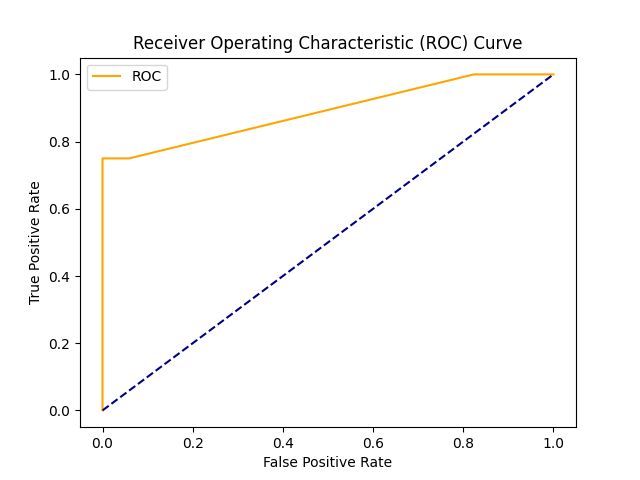 Receiver Operating Characteristic (ROC) Curve
ROC
1.0
0.8
0.6
0.4
0.2
0.0
True Positive Rate
0.0 0.2 0.4 0.6 0.8 1.0
False Positive Rate